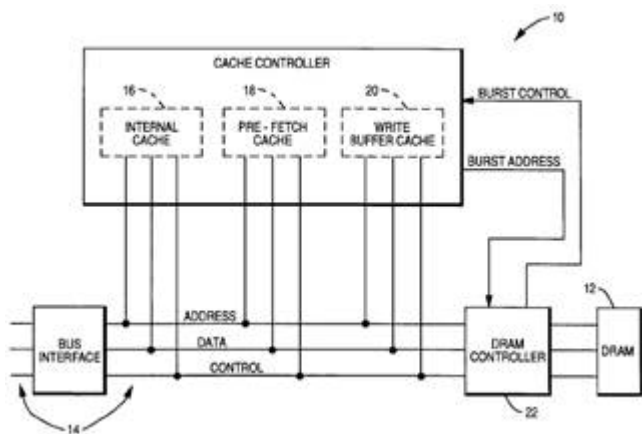 10
CACHE CONTROLLER
16
18
20
INTERNAL
CACHE
PRE - FETCH
CACHE
WRITE
BUFFER CACHE
BURST CONTROL
BURST ADDRESS
12
ADDRESS
BUS
INTERFACE
DATA
CONTROL
DRAM
CONTROLLER
DRAM
14
22